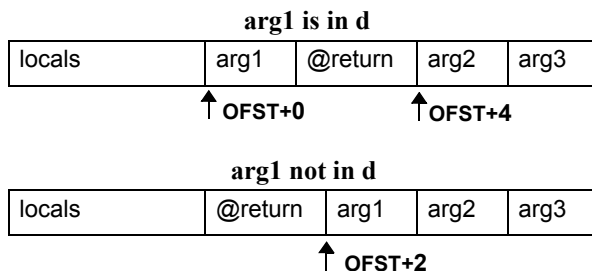 arg1 is in d
locals arg1 @return arg2 arg3
OFST+0 OFST+4
arg1 not in d
locals @return arg1 arg2 arg3
OFST+2